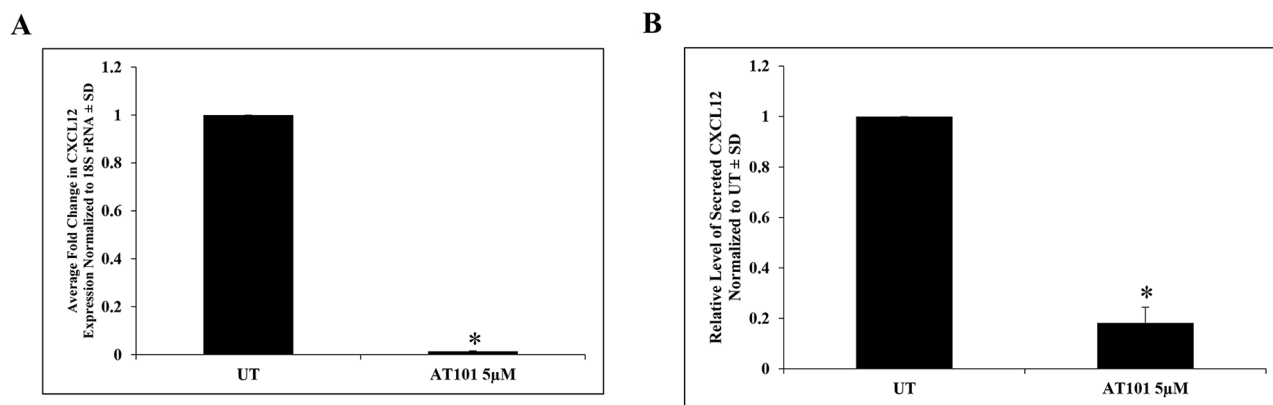 A
Average Fold Change in CXCL12
Expression Normalized to 18S rRNA ± SD
1.2
1
0.8
0.6
0.4
0.2
0
*
UT
AT101 5µM
B
Relative Level of Secreted CXCL12
Normalized to UT ± SD
1.2
1
0.8
0.6
0.4
0.2
0
*
UT
AT101 5µM